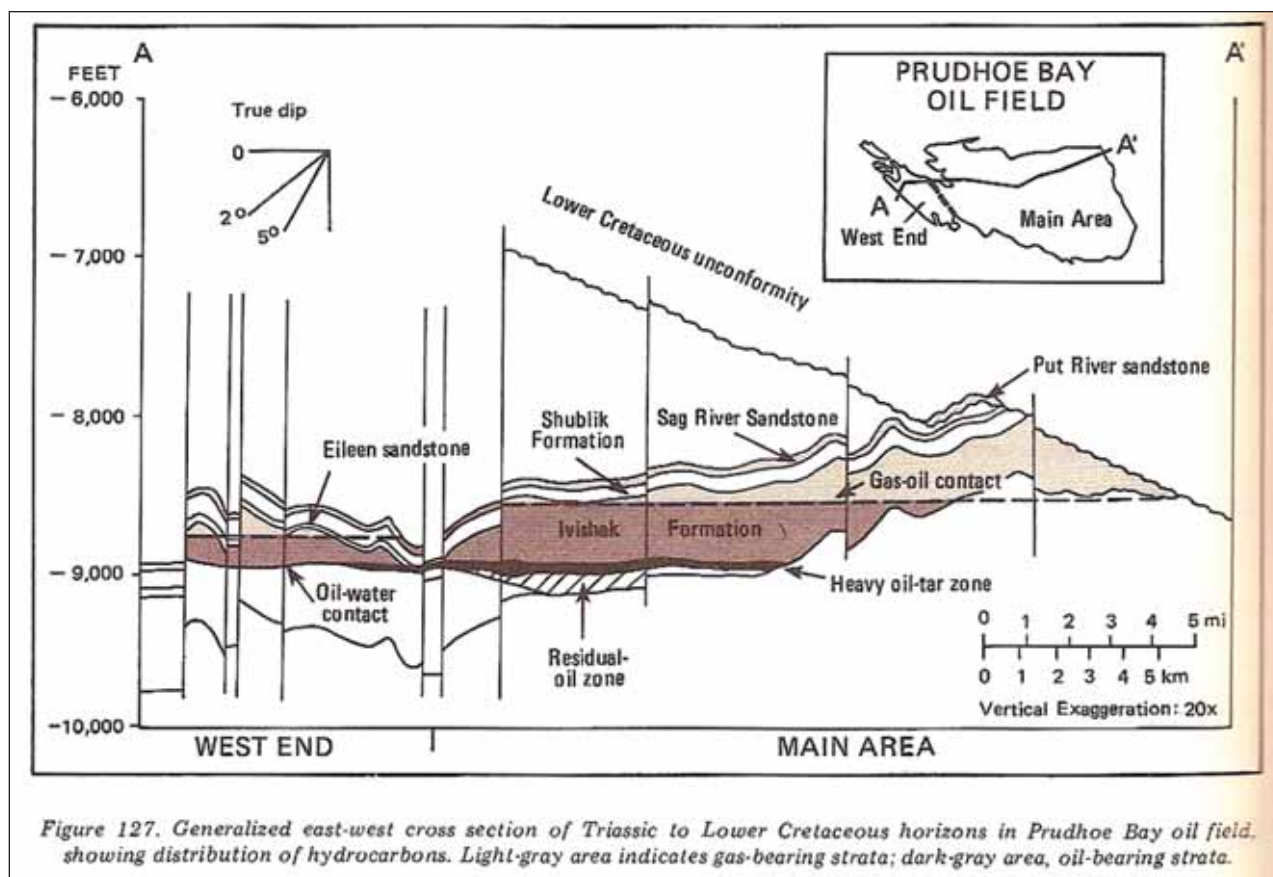 A
A'
FEET
−6,000
−7,000
−8,000
−9,000
−10,000
True dip
0
2°
5°
PRUDHOE BAY
OIL FIELD
A'
A
West End
Main Area
Lower Cretaceous unconformity
Put River sandstone
Shublik
Formation
Sag River Sandstone
Eileen sandstone
Gas-oil contact
Ivishak Formation
Oil-water
contact
Heavy oil-tar zone
Residual-
oil zone
0 1 2 3 4 5 mi
0 1 2 3 4 5 km
Vertical Exaggeration: 20x
WEST END
MAIN AREA
Figure 127. Generalized east-west cross section of Triassic to Lower Cretaceous horizons in Prudhoe Bay oil field,
showing distribution of hydrocarbons. Light-gray area indicates gas-bearing strata; dark-gray area, oil-bearing strata.